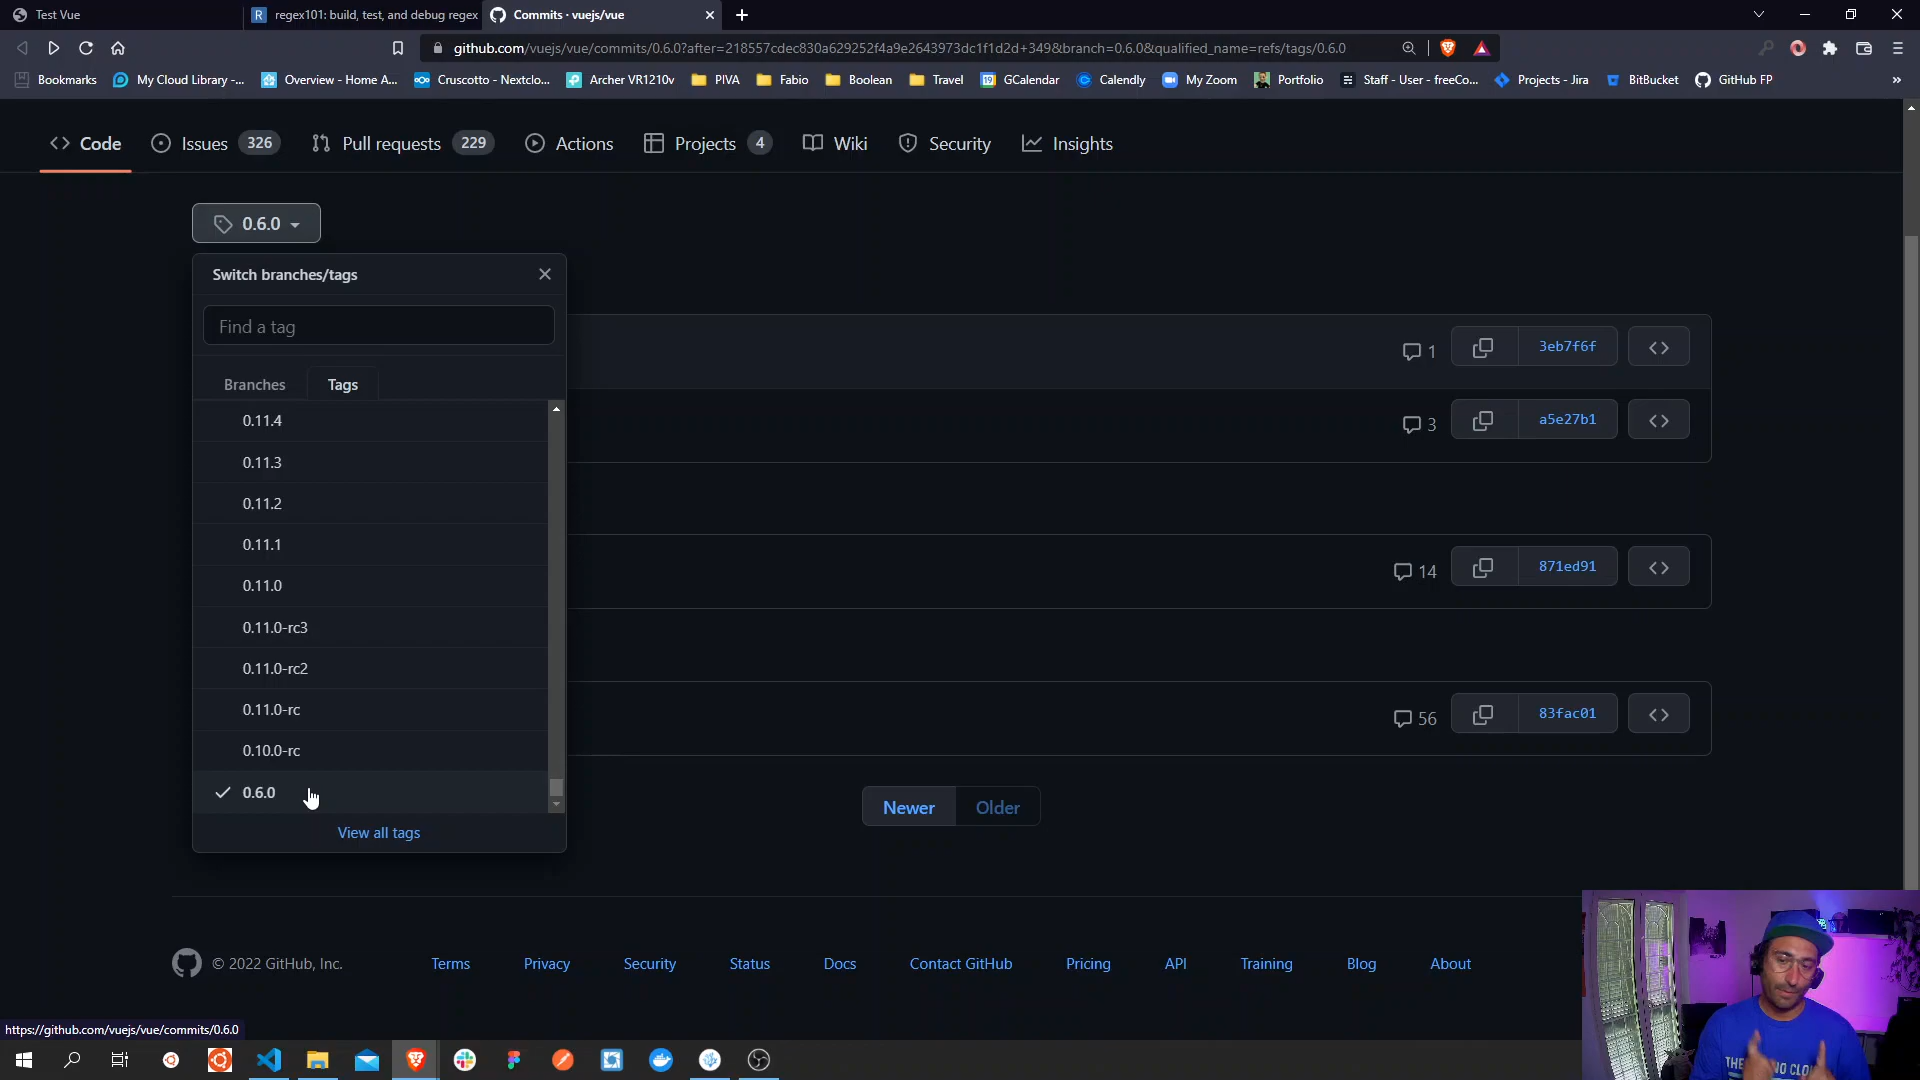 Test Vue
regex101: build, test, and debug regex
Commits · vuejs/vue
github.com/vuejs/vue/commits/0.6.0?after=218557cdec830a629252f4a9e2643973dc1f1d2d+349&branch=0.6.0&qualified_name=refs/tags/0.6.0
Bookmarks
My Cloud Library -...
Overview - Home A...
Cruscotto - Nextclo...
Archer VR1210v
PIVA
Fabio
Boolean
Travel
GCalendar
Calendly
My Zoom
Portfolio
Staff - User - freeCo...
Projects - Jira
BitBucket
GitHub FP
Code
Issues 326
Pull requests 229
Actions
Projects 4
Wiki
Security
Insights
0.6.0
Switch branches/tags
Find a tag
Branches
Tags
0.11.4
0.11.3
0.11.2
0.11.1
0.11.0
0.11.0-rc3
0.11.0-rc2
0.11.0-rc
0.10.0-rc
0.6.0
View all tags
1
3eb7f6f
3
a5e27b1
14
871ed91
56
83fac01
Newer
Older
© 2022 GitHub, Inc.
Terms
Privacy
Security
Status
Docs
Contact GitHub
Pricing
API
Training
Blog
About
https://github.com/vuejs/vue/commits/0.6.0